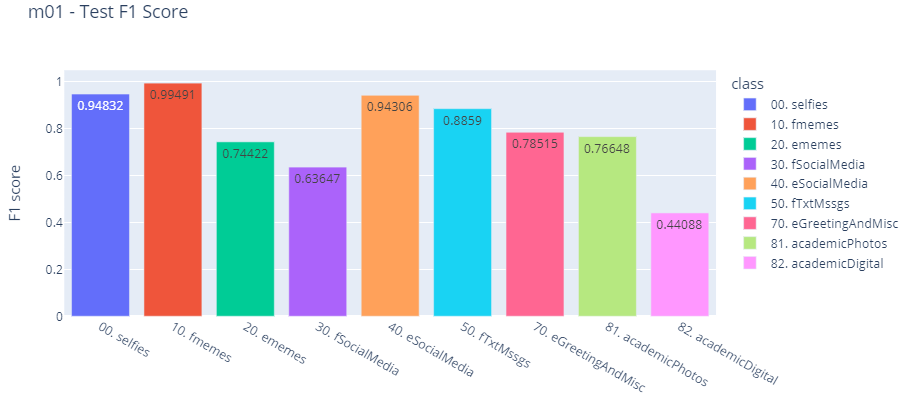 m01 - Test F1 Score
F1 score
1
0.8
0.6
0.4
0.2
0
0.94832
0.99491
0.74422
0.63647
0.94306
0.8859
0.78515
0.76648
0.44088
00. selfies
10. fmemes
20. ememes
30. fSocialMedia
40. eSocialMedia
50. fTxtMssgs
70. eGreetingAndMisc
81. academicPhotos
82. academicDigital
class
00. selfies
10. fmemes
20. ememes
30. fSocialMedia
40. eSocialMedia
50. fTxtMssgs
70. eGreetingAndMisc
81. academicPhotos
82. academicDigital